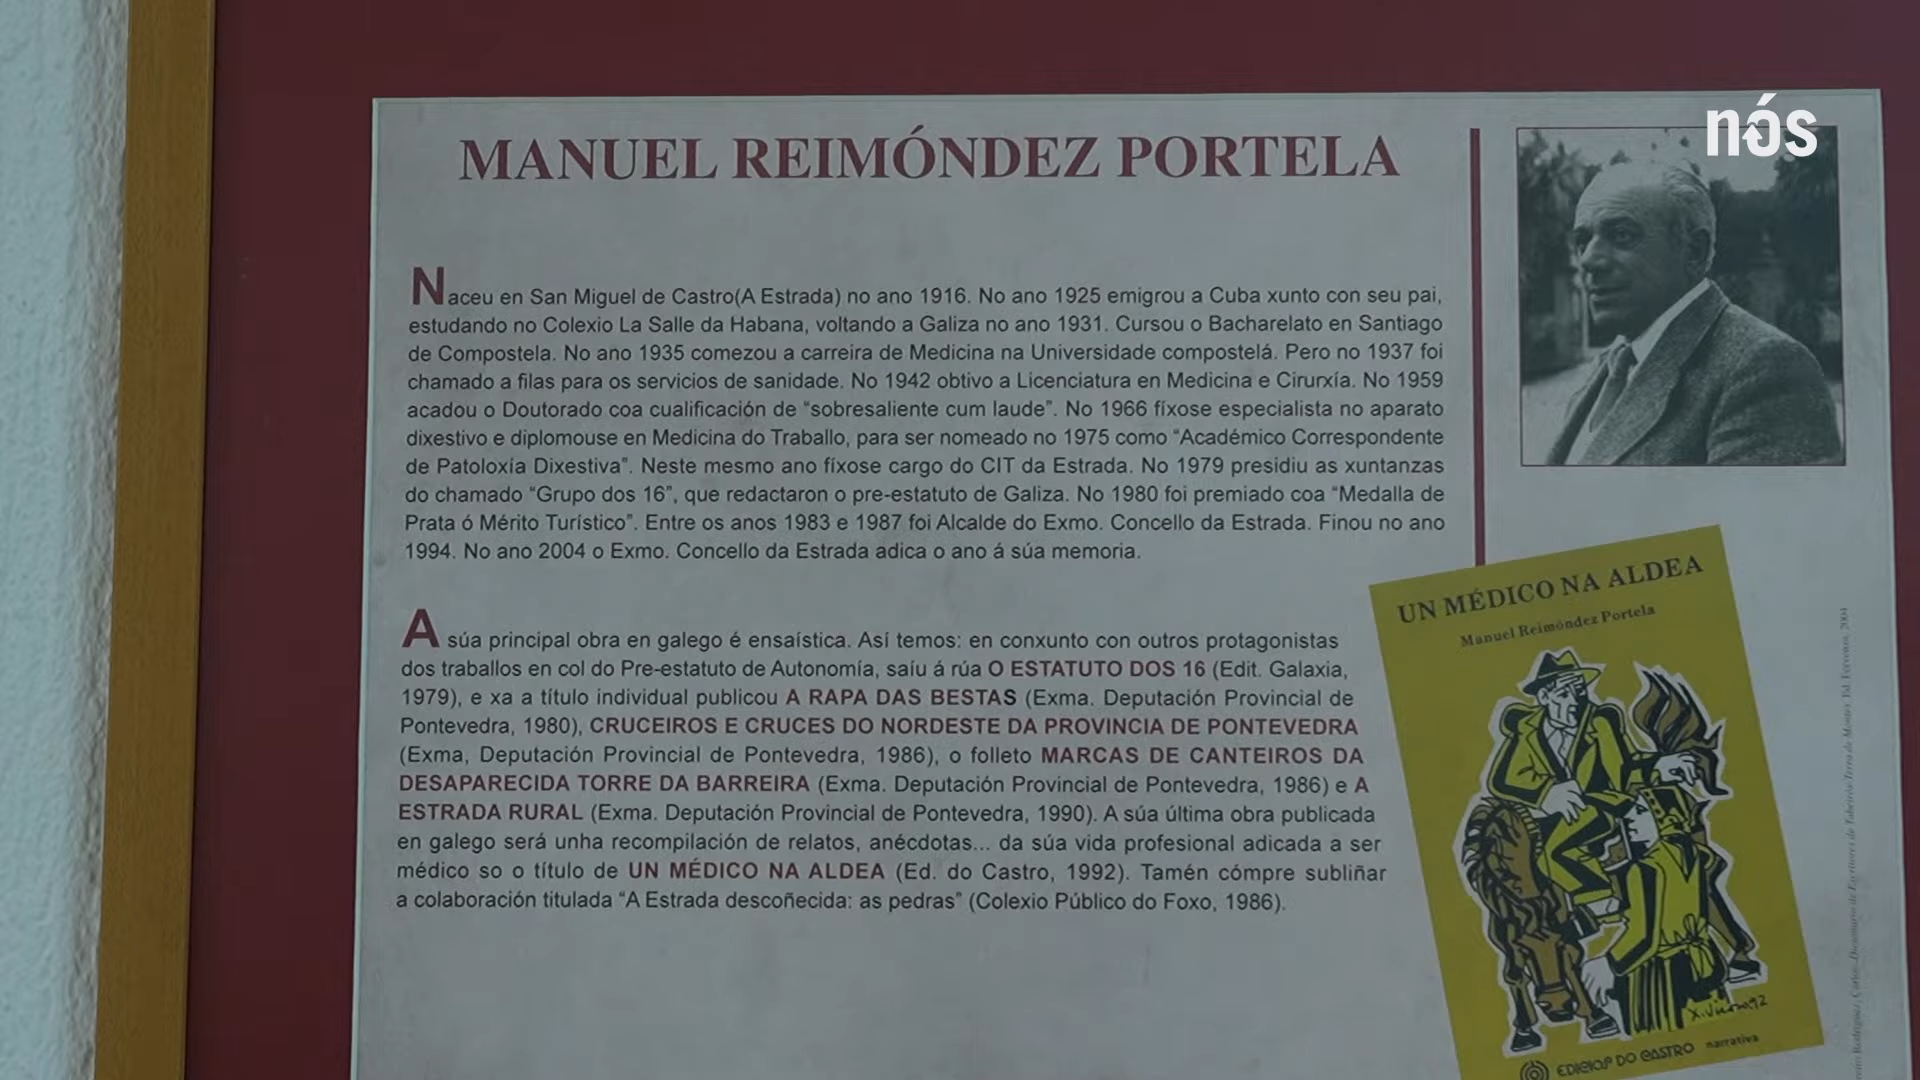 nós
MANUEL REIMÓNDEZ PORTELA
Naceu en San Miguel de Castro(A Estrada) no ano 1916. No ano 1925 emigrou a Cuba xunto con seu pai,
estudando no Colexio La Salle da Habana, voltando a Galiza no ano 1931. Cursou o Bacharelato en Santiago
de Compostela. No ano 1935 comezou a carreira de Medicina na Universidade compostelá. Pero no 1937 foi
chamado a filas para os servicios de sanidade. No 1942 obtivo a Licenciatura en Medicina e Cirurxía. No 1959
acadou o Doutorado coa cualificación de “sobresaliente cum laude”. No 1966 fíxose especialista no aparato
dixestivo e diplomouse en Medicina do Traballo, para ser nomeado no 1975 como “Académico Correspondente
de Patoloxía Dixestiva”. Neste mesmo ano fíxose cargo do CIT da Estrada. No 1979 presidiu as xuntanzas
do chamado “Grupo dos 16”, que redactaron o pre-estatuto de Galiza. No 1980 foi premiado coa “Medalla de
Prata ó Mérito Turístico”. Entre os anos 1983 e 1987 foi Alcalde do Exmo. Concello da Estrada. Finou no ano
1994. No ano 2004 o Exmo. Concello da Estrada adica o ano á súa memoria.
A súa principal obra en galego é ensaística. Así temos: en conxunto con outros protagonistas
dos traballos en col do Pre-estatuto de Autonomía, saíu á rúa O ESTATUTO DOS 16 (Edit. Galaxia,
1979), e xa a título individual publicou A RAPA DAS BESTAS (Exma. Deputación Provincial de
Pontevedra, 1980), CRUCEIROS E CRUCES DO NORDESTE DA PROVINCIA DE PONTEVEDRA
(Exma, Deputación Provincial de Pontevedra, 1986), o folleto MARCAS DE CANTEIROS DA
DESAPARECIDA TORRE DA BARREIRA (Exma. Deputación Provincial de Pontevedra, 1986) e A
ESTRADA RURAL (Exma. Deputación Provincial de Pontevedra, 1990). A súa última obra publicada
en galego será unha recompilación de relatos, anécdotas... da súa vida profesional adicada a ser
médico so o título de UN MÉDICO NA ALDEA (Ed. do Castro, 1992). Tamén cómpre subliñar
a colaboración titulada “A Estrada descoñecida: as pedras” (Colexio Público do Foxo, 1986).
UN MÉDICO NA ALDEA
Manuel Reimóndez Portela
EDICIOS DO CASTRO narrativa